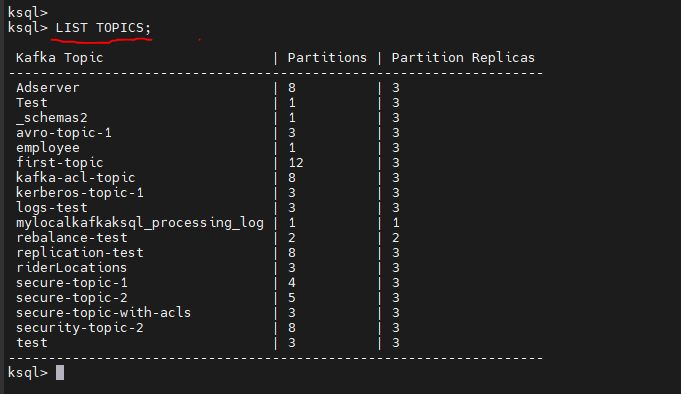 ksql>
ksql> LIST TOPICS;
Kafka Topic | Partitions | Partition Replicas
-----------------------------------------------------------------
Adserver | 8 | 3
Test | 1 | 3
_schemas2 | 1 | 3
avro-topic-1 | 3 | 3
employee | 1 | 3
first-topic | 12 | 3
kafka-acl-topic | 8 | 3
kerberos-topic-1 | 3 | 3
logs-test | 3 | 3
mylocalkafkaksql_processing_log | 1 | 1
rebalance-test | 2 | 2
replication-test | 8 | 3
riderLocations | 3 | 3
secure-topic-1 | 4 | 3
secure-topic-2 | 5 | 3
secure-topic-with-acls | 3 | 3
security-topic-2 | 8 | 3
test | 3 | 3
-----------------------------------------------------------------
ksql>